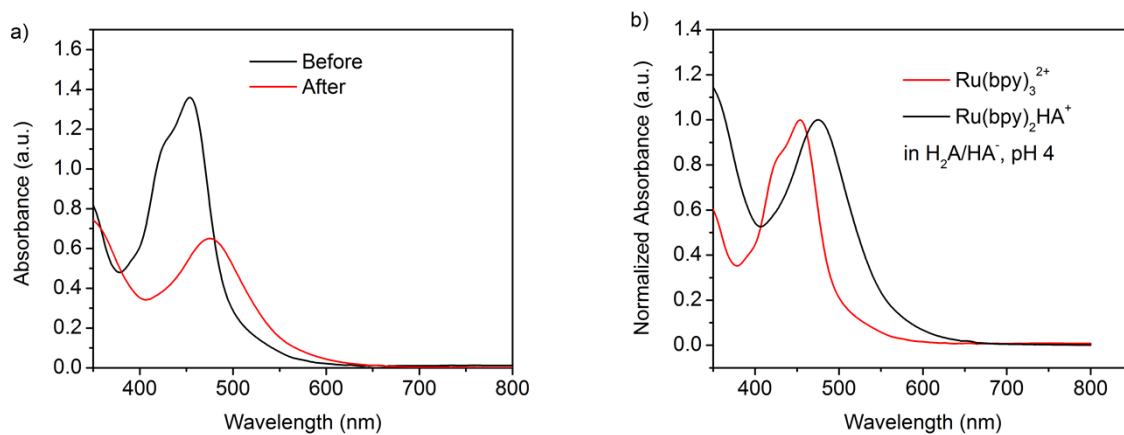 a)
Before
After
Absorbance (a.u.)
1.6
1.4
1.2
1.0
0.8
0.6
0.4
0.2
0.0
400 500 600 700 800
Wavelength (nm)
b)
Ru(bpy)₃²⁺
Ru(bpy)₂HA⁺
in H₂A/HA⁻, pH 4
Normalized Absorbance (a.u.)
1.4
1.2
1.0
0.8
0.6
0.4
0.2
0.0
400 500 600 700 800
Wavelength (nm)